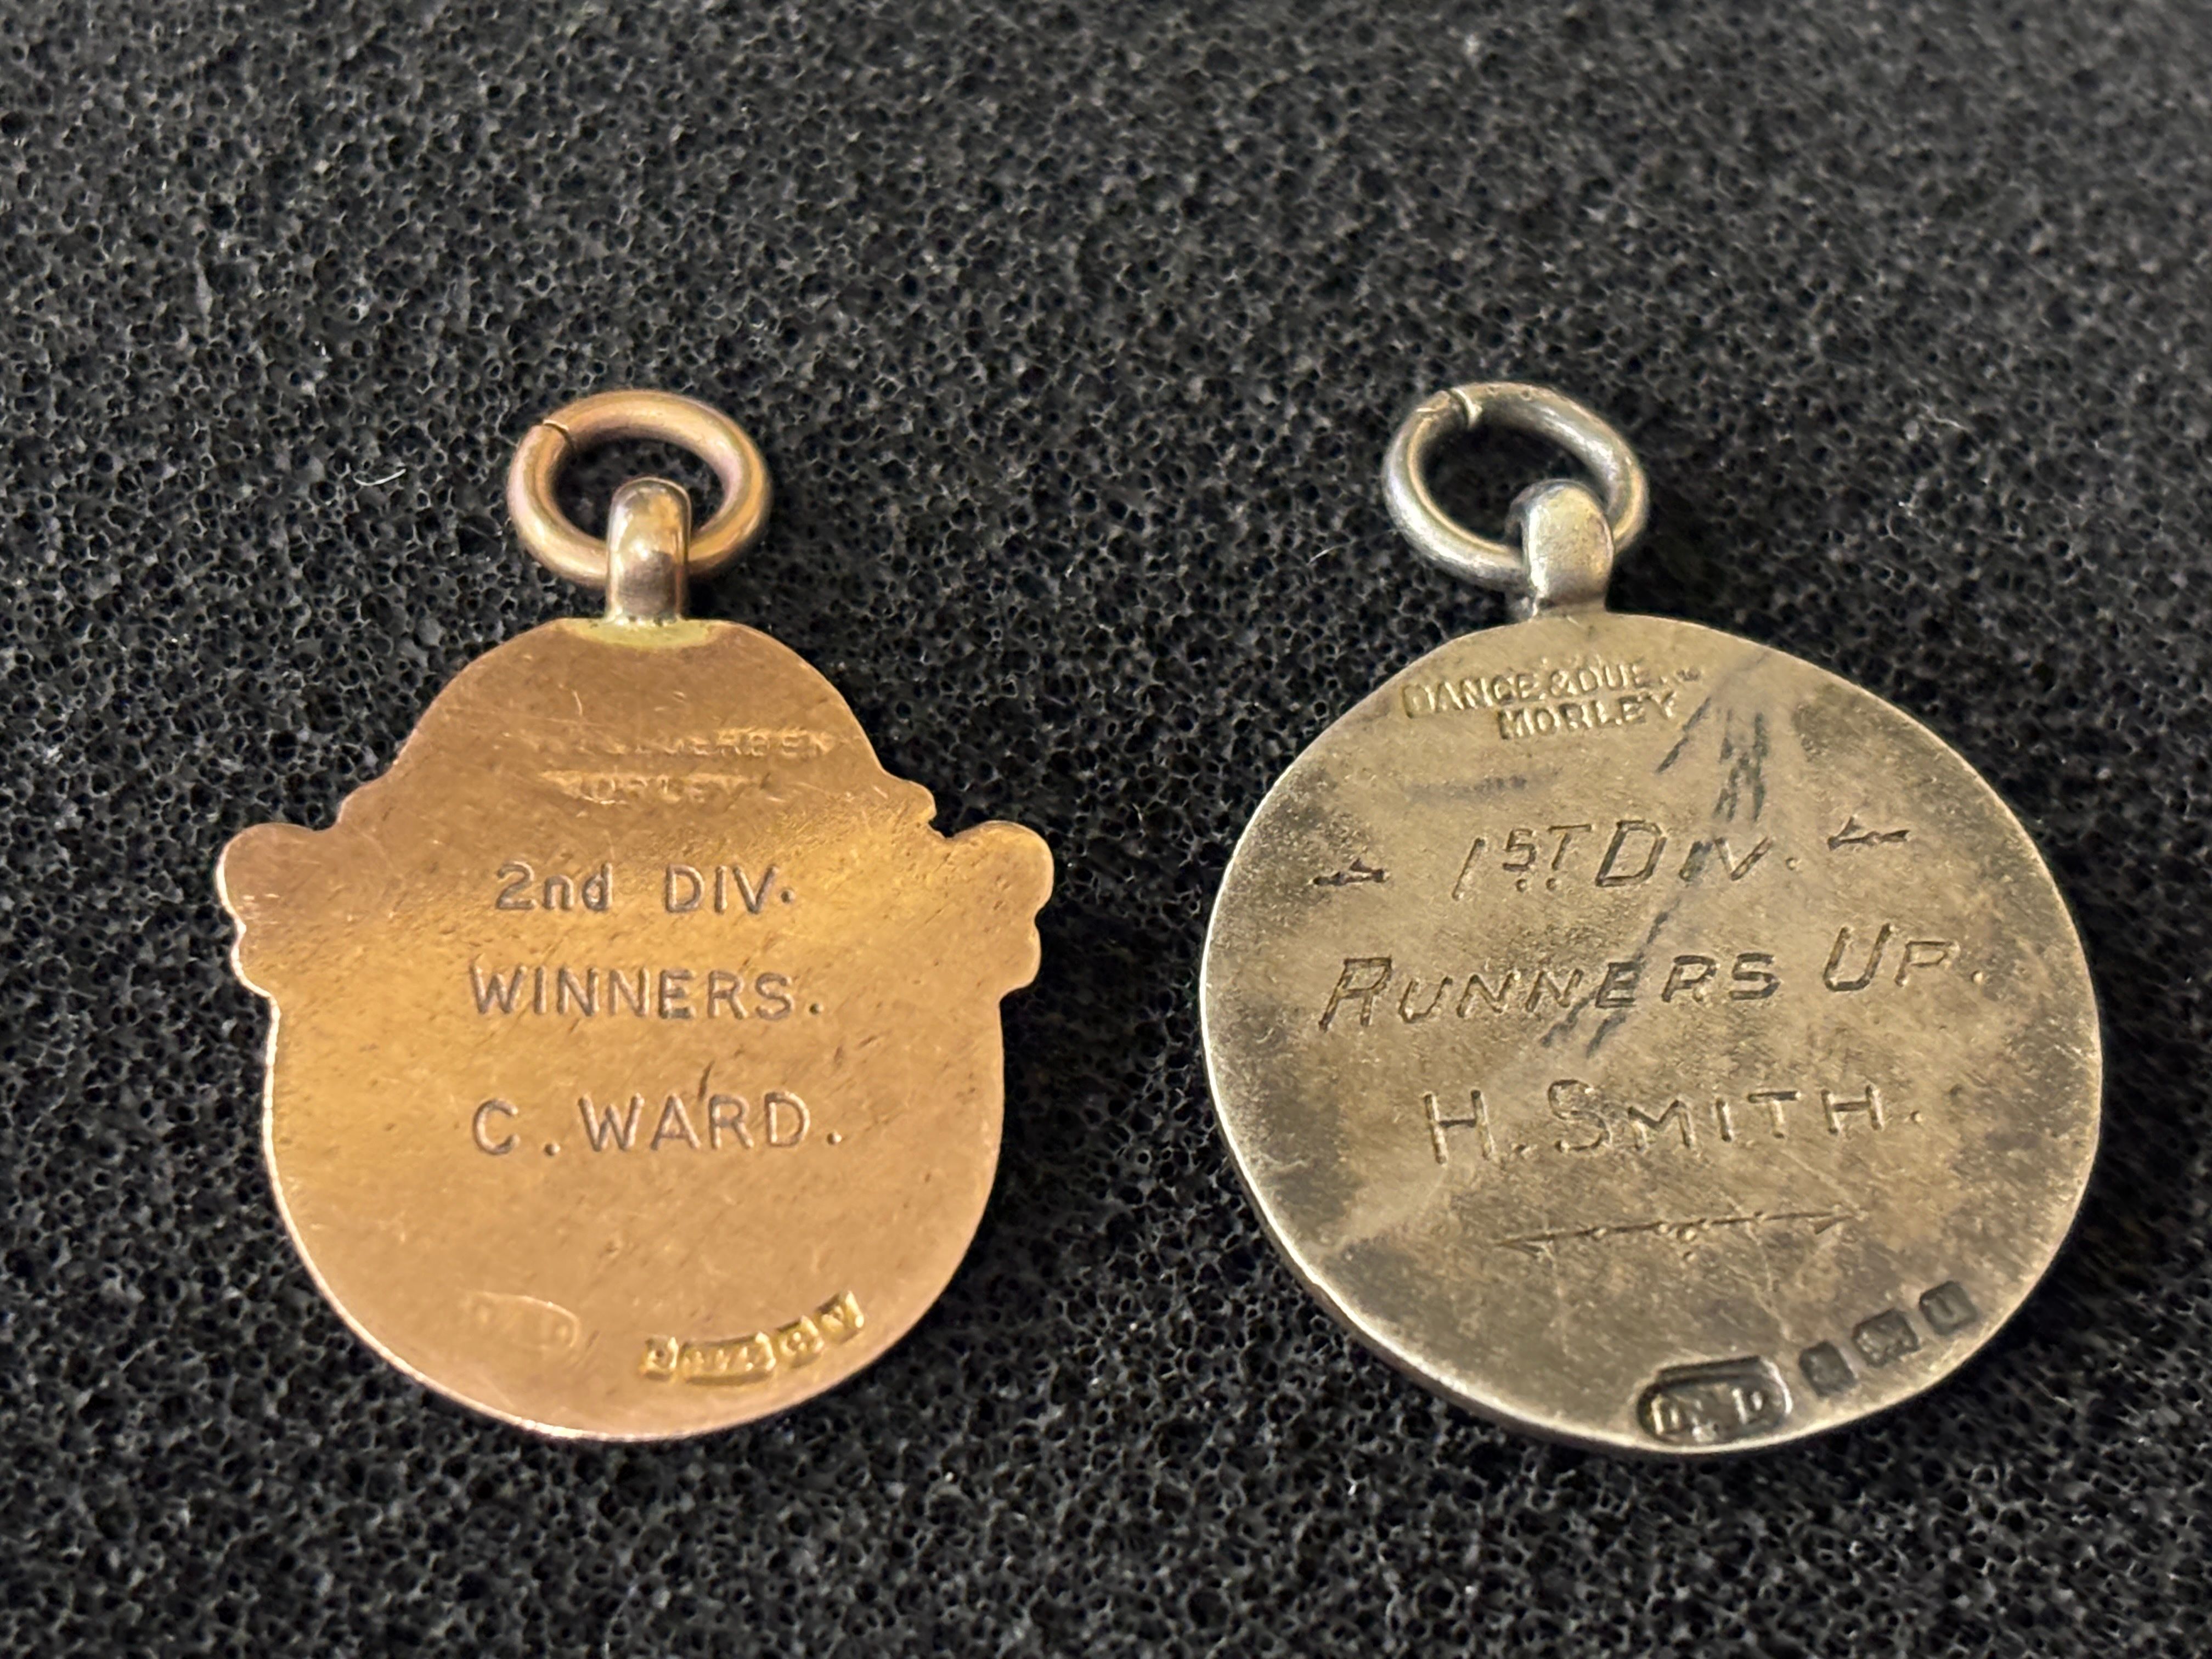 MORLEY
2nd DIV.
WINNERS.
C. WARD.
DANCE & DUE
MORLEY
1ST. DIV.
RUNNERS UP.
H. SMITH.
D D